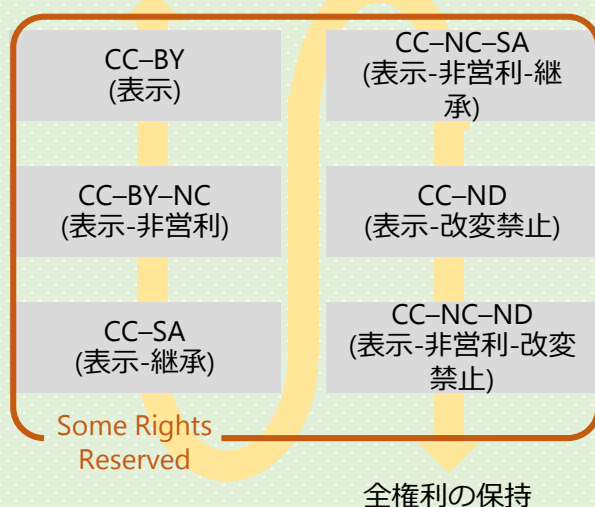 CC–BY
(表示)
CC–BY–NC
(表示-非営利)
CC–SA
(表示-継承)
CC–NC–SA
(表示-非営利-継
承)
CC–ND
(表示-改変禁止)
CC–NC–ND
(表示-非営利-改変
禁止)
Some Rights
Reserved
全権利の保持